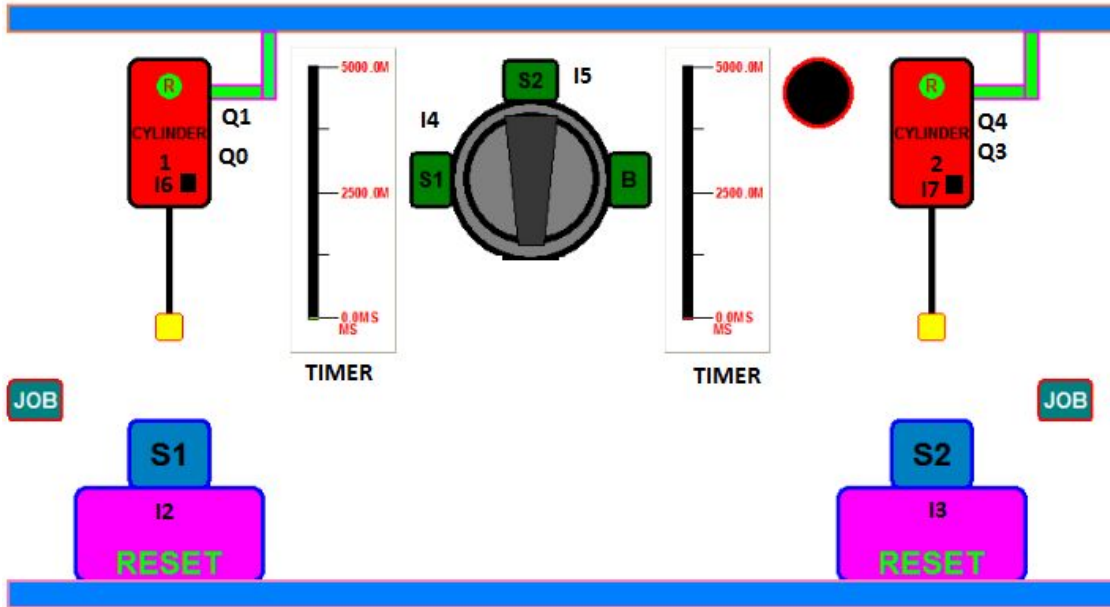 R
CYLINDER
1
I6
Q1
Q0
5000.0M
2500.0M
0.0MS
MS
TIMER
I4
S2
I5
S1
B
5000.0M
2500.0M
0.0MS
MS
TIMER
R
CYLINDER
2
I7
Q4
Q3
JOB
S1
I2
RESET
JOB
S2
I3
RESET